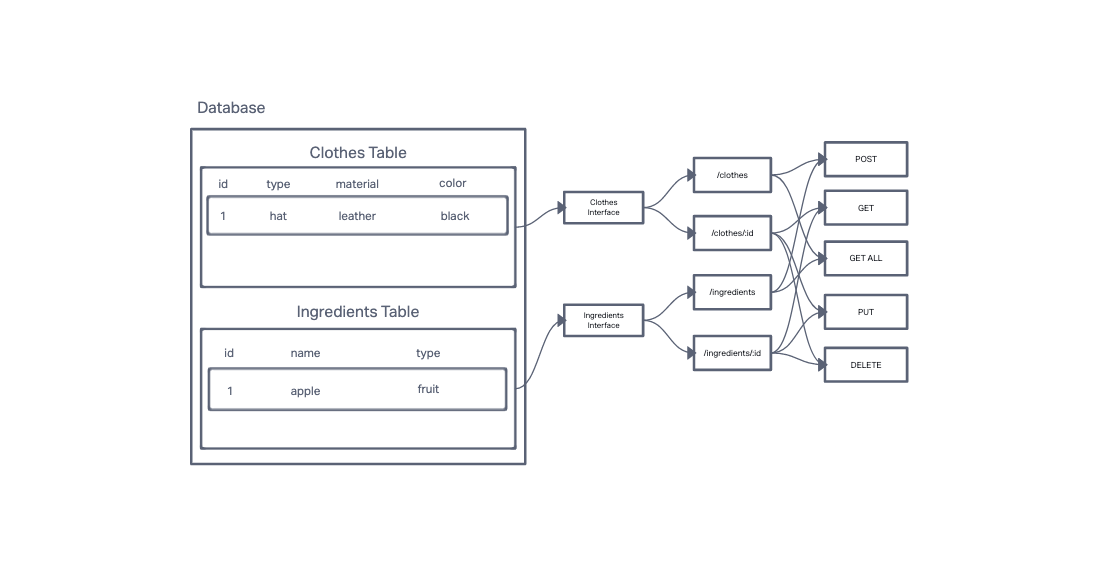 Database
Clothes Table
id type material color
1 hat leather black
Ingredients Table
id name type
1 apple fruit
Clothes
Interface
Ingredients
Interface
/clothes
/clothes/:id
/ingredients
/ingredients/:id
POST
GET
GET ALL
PUT
DELETE